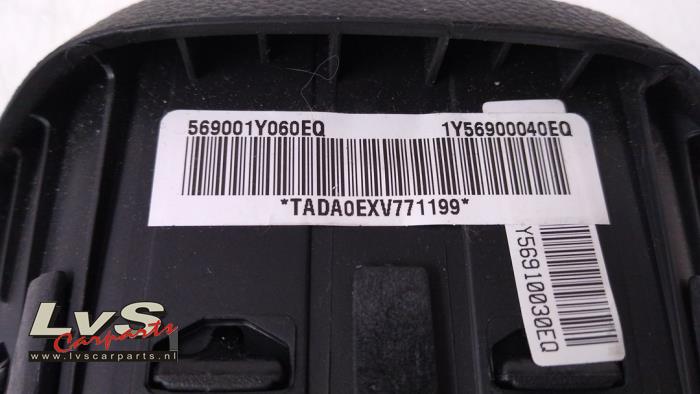 569001Y060EQ 1Y56900040EQ
*TADA0EXV771199*
Y56910030EQ
LvS
Carparts
www.lvscarparts.nl